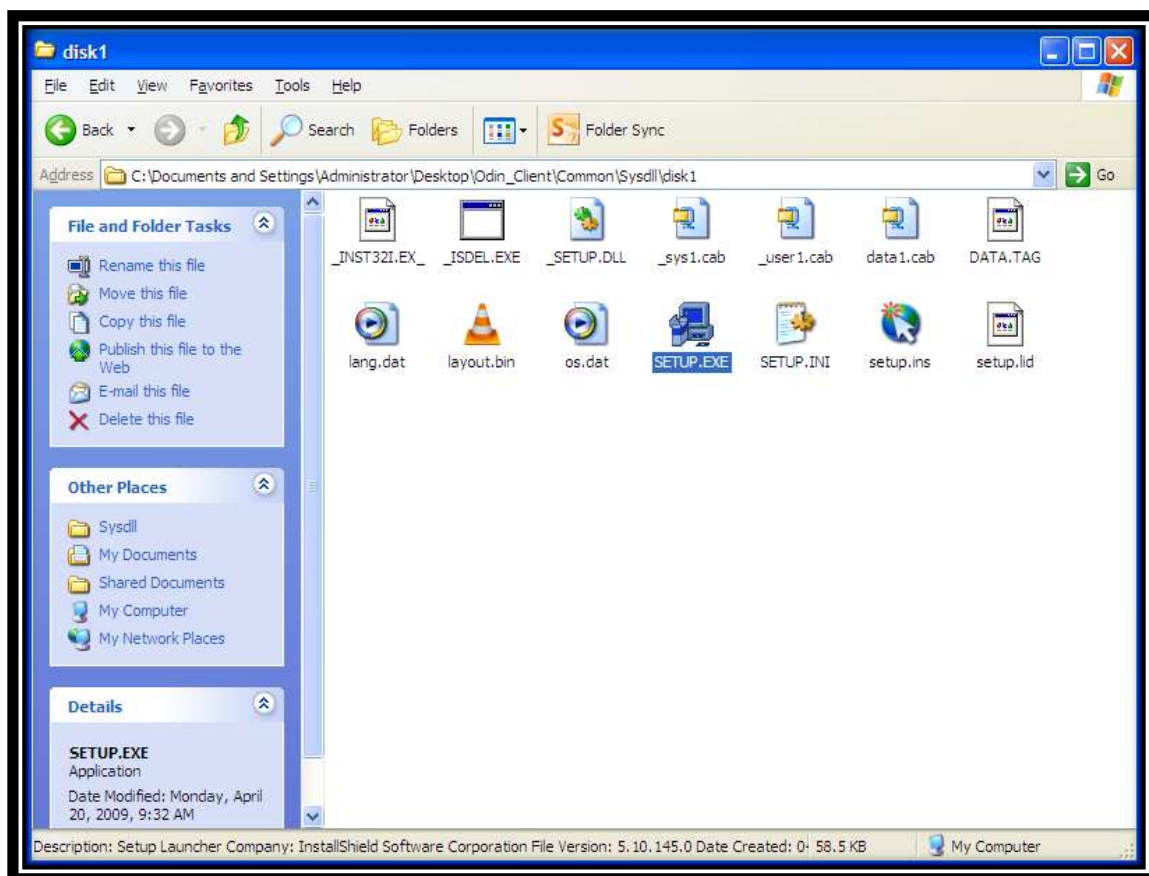 disk1
File Edit View Favorites Tools Help
Back Search Folders Folder Sync
Address C:\Documents and Settings\Administrator\Desktop\Odin_Client\Common\Sysdll\disk1 Go
File and Folder Tasks
Rename this file
Move this file
Copy this file
Publish this file to the
Web
E-mail this file
Delete this file
Other Places
Sysdll
My Documents
Shared Documents
My Computer
My Network Places
Details
SETUP.EXE
Application
Date Modified: Monday, April
20, 2009, 9:32 AM
_INST32I.EX_ _ISDEL.EXE _SETUP.DLL _sys1.cab _user1.cab data1.cab DATA.TAG
lang.dat layout.bin os.dat SETUP.EXE SETUP.INI setup.ins setup.lid
Description: Setup Launcher Company: InstallShield Software Corporation File Version: 5.10.145.0 Date Created: 58.5 KB My Computer